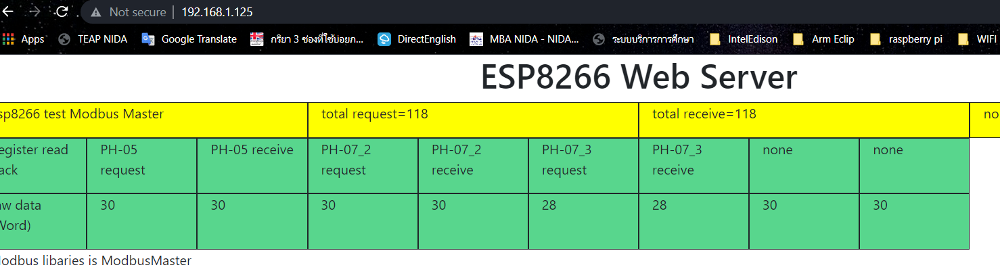 Not secure | 192.168.1.125
Apps TEAP NIDA Google Translate กริยา 3 ช่องที่ใช้บ่อยภ... DirectEnglish MBA NIDA - NIDA... ระบบบริการการศึกษา IntelEdison Arm Eclip raspberry pi WIFI
ESP8266 Web Server
sp8266 test Modbus Master total request=118 total receive=118 no
egister read PH-05 PH-05 receive PH-07_2 PH-07_2 PH-07_3 PH-07_3 none none
ack request request receive request receive
aw data 30 30 30 30 28 28 30 30
Word)
odbus libaries is ModbusMaster